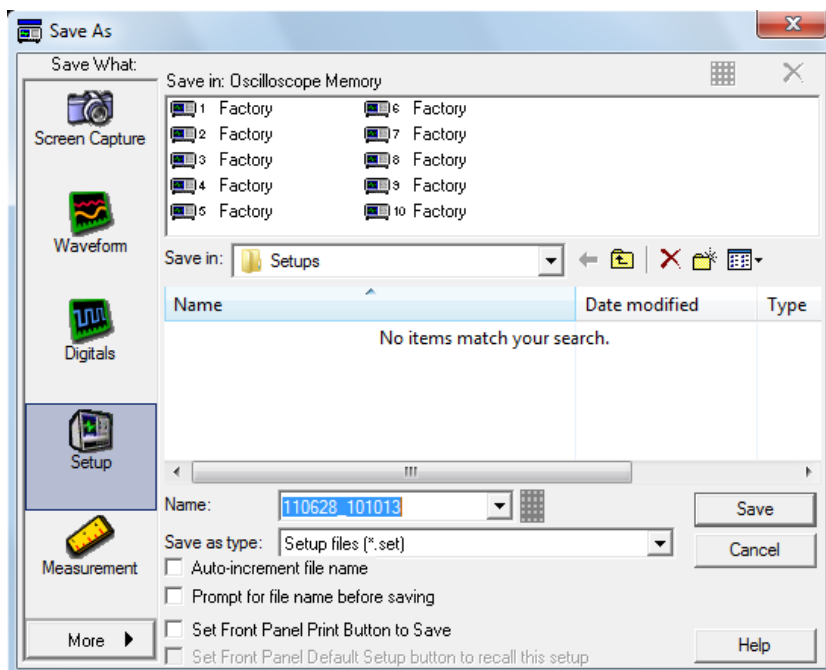 Save As
Save What:
Screen Capture
Waveform
Digitals
Setup
Measurement
More
Save in: Oscilloscope Memory
1 Factory 6 Factory
2 Factory 7 Factory
3 Factory 8 Factory
4 Factory 9 Factory
5 Factory 10 Factory
Save in: Setups
Name Date modified Type
No items match your search.
Name: 110628_101013
Save
Save as type: Setup files (*.set)
Cancel
Auto-increment file name
Prompt for file name before saving
Set Front Panel Print Button to Save
Set Front Panel Default Setup button to recall this setup
Help